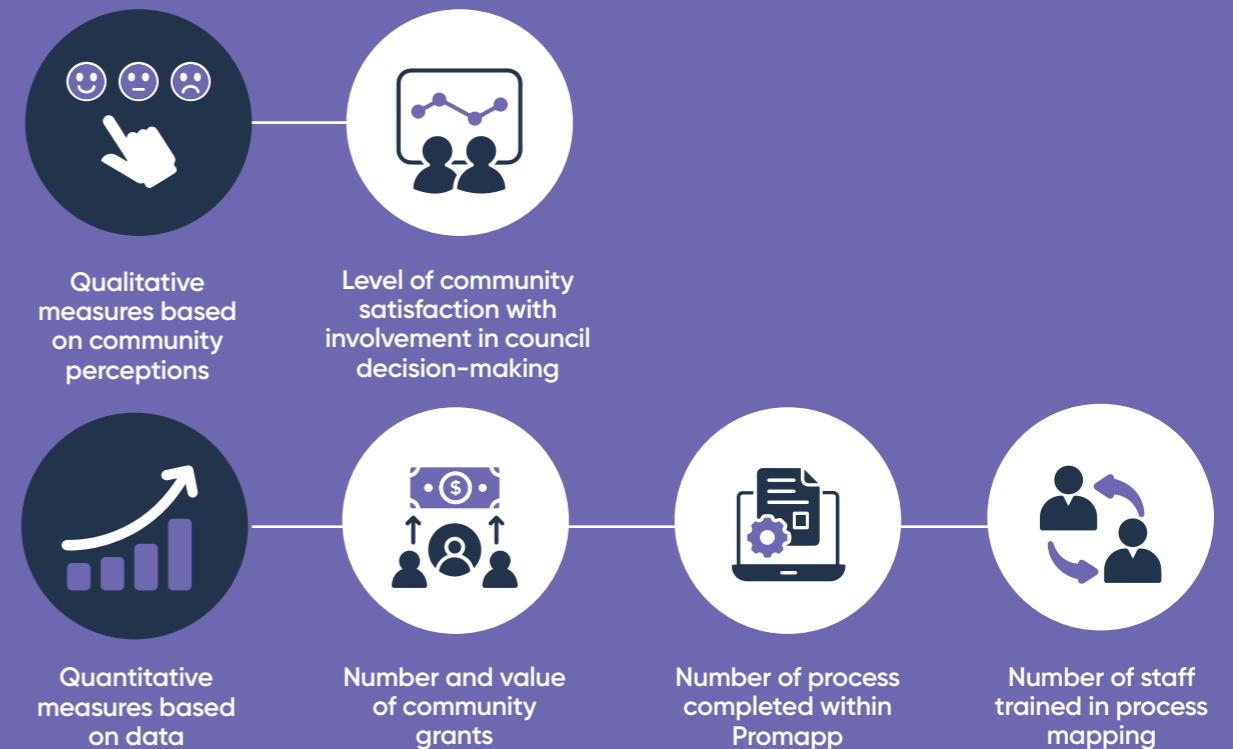 Qualitative
measures based
on community
perceptions
Level of community
satisfaction with
involvement in council
decision-making
$
Quantitative
measures based
on data
Number and value
of community
grants
Number of process
completed within
Promapp
Number of staff
trained in process
mapping